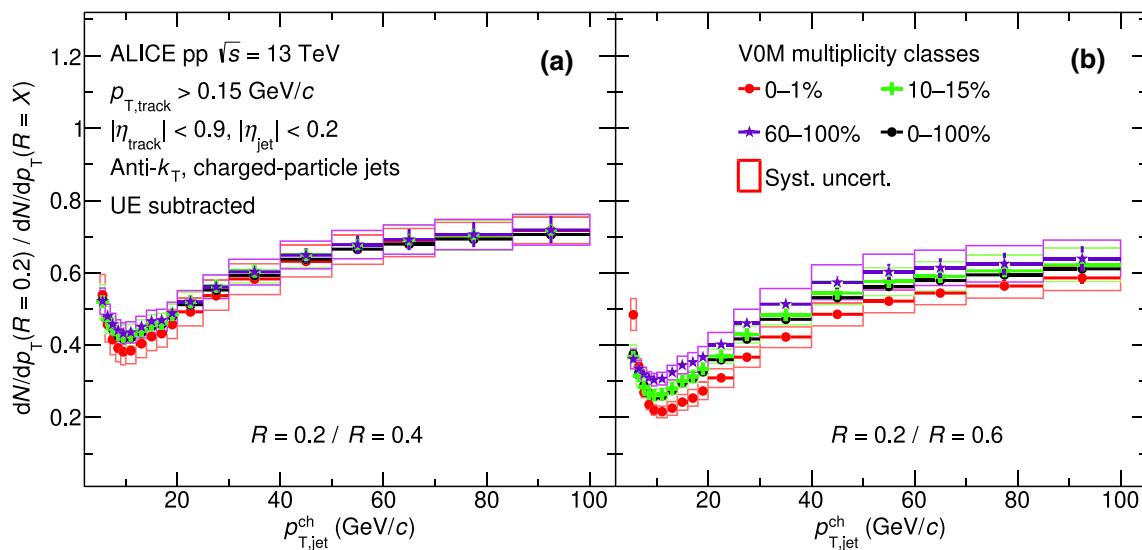 dN/dp_T(R = 0.2) / dN/dp_T(R = X)
1.2
1
0.8
0.6
0.4
0.2
ALICE pp √s = 13 TeV
(a)
p_T,track > 0.15 GeV/c
|η_track| < 0.9, |η_jet| < 0.2
Anti-k_T, charged-particle jets
UE subtracted
R = 0.2 / R = 0.4
20 40 60 80 100
p^ch_T,jet (GeV/c)
V0M multiplicity classes
(b)
0–1% 10–15%
60–100% 0–100%
Syst. uncert.
R = 0.2 / R = 0.6
20 40 60 80 100
p^ch_T,jet (GeV/c)